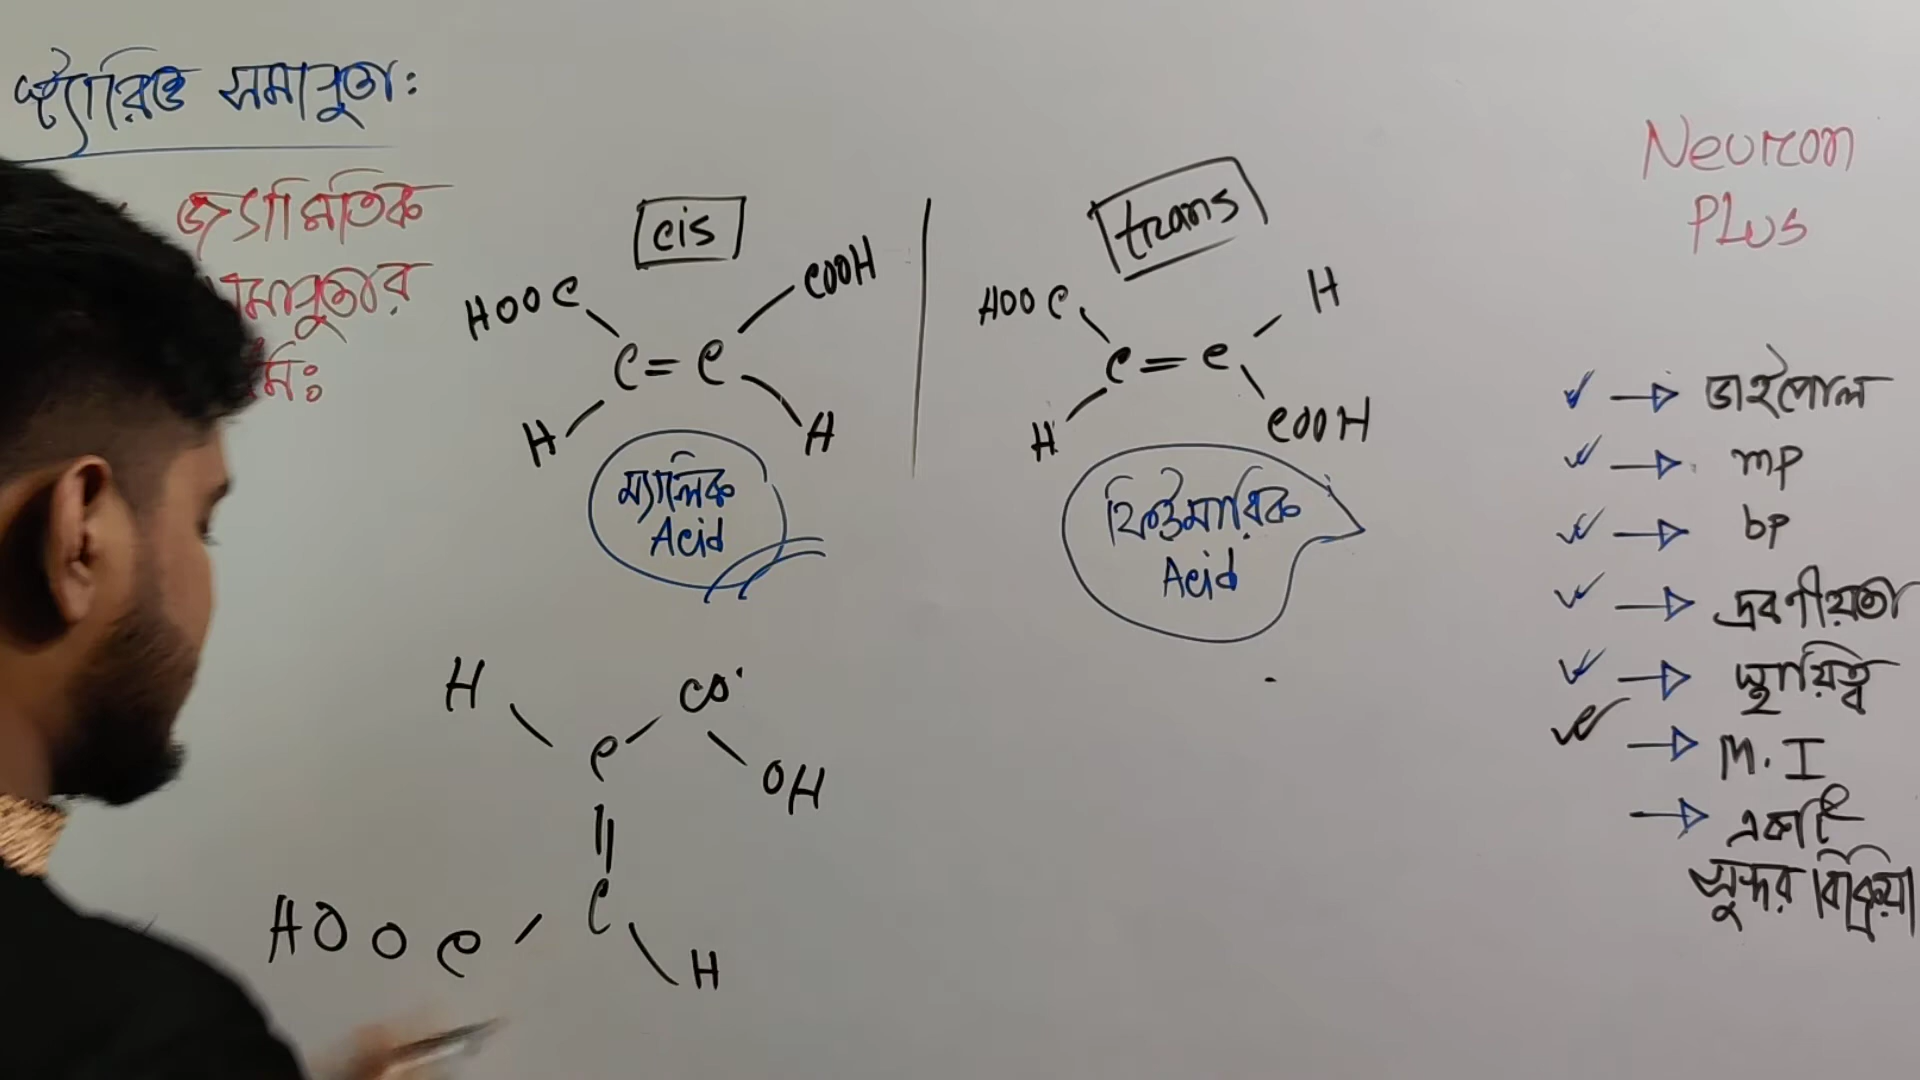 স্টেরিও সমাণুতা:
জ্যামিতিক
সমাণুতার
cis
HOOC
COOH
C=C
H
H
ম্যালিক
Acid
trans
HOOC
H
C=C
H
COOH
ফিউমারিক
Acid
H
CO
C
OH
HOOC
C
H
Neuron
Plus
→ ডাইপোল
→ mp
→ bp
→ দ্রবণীয়তা
→ স্থায়িত্ব
→ M.I
→ একটি
সুন্দর বিক্রিয়া